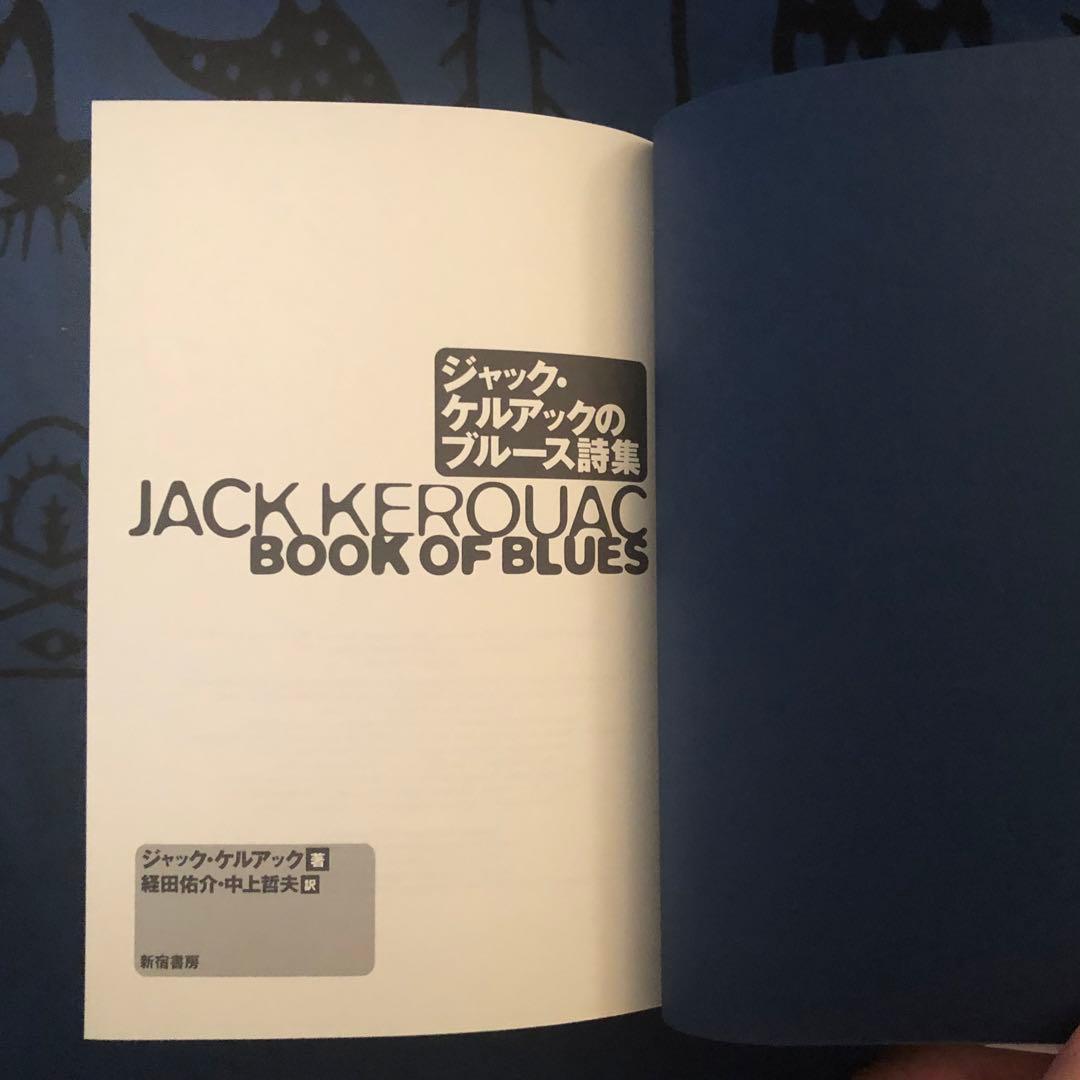 ジャック・
ケルアックの
ブルース詩集
JACK KEROUAC
BOOK OF BLUES
ジャック・ケルアック 著
経田佑介・中上哲夫 訳
新宿書房